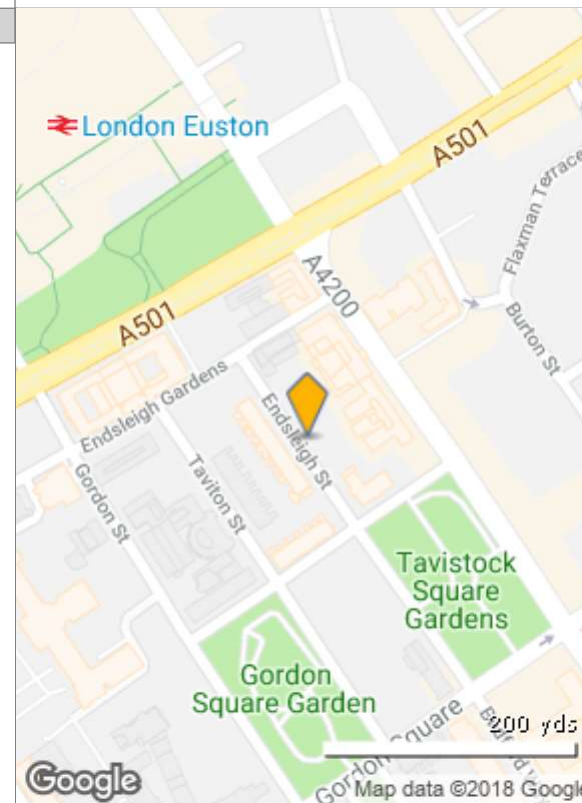 London Euston
A501
Flaxman Terrace
A4200
A501
Burton St
Endsleigh Gardens
Endsleigh St
Gordon St
Taviton St
Tavistock
Square
Gardens
Gordon
Square Garden
200 yds
Gordon Square
Google
Map data ©2018 Google